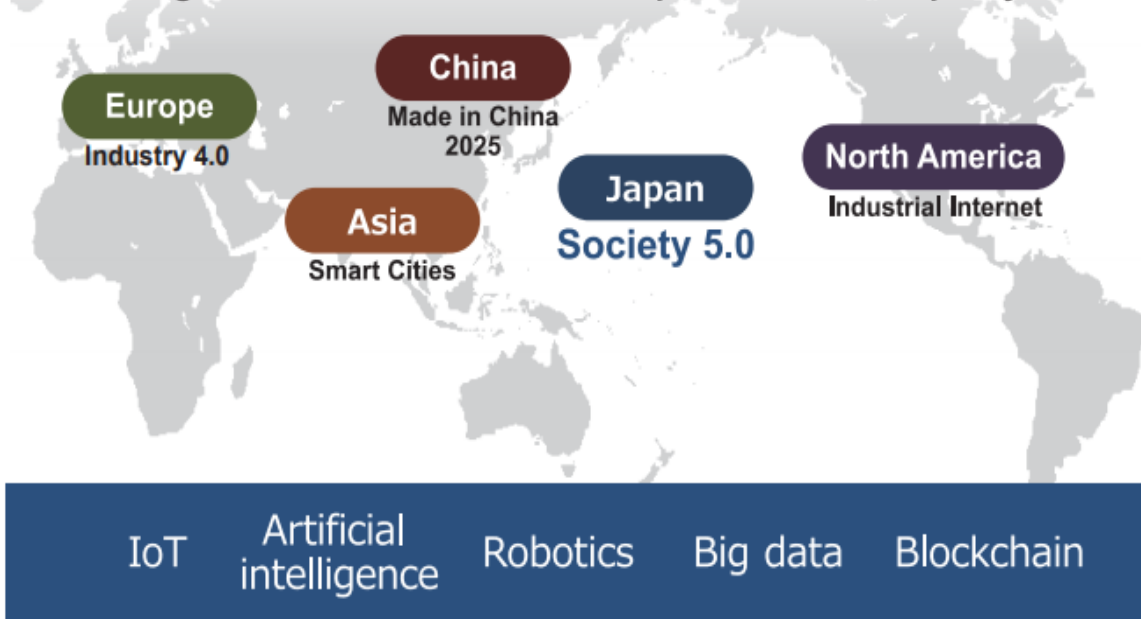 Europe
Industry 4.0
China
Made in China
2025
Asia
Smart Cities
Japan
Society 5.0
North America
Industrial Internet
IoT
Artificial
intelligence
Robotics
Big data
Blockchain